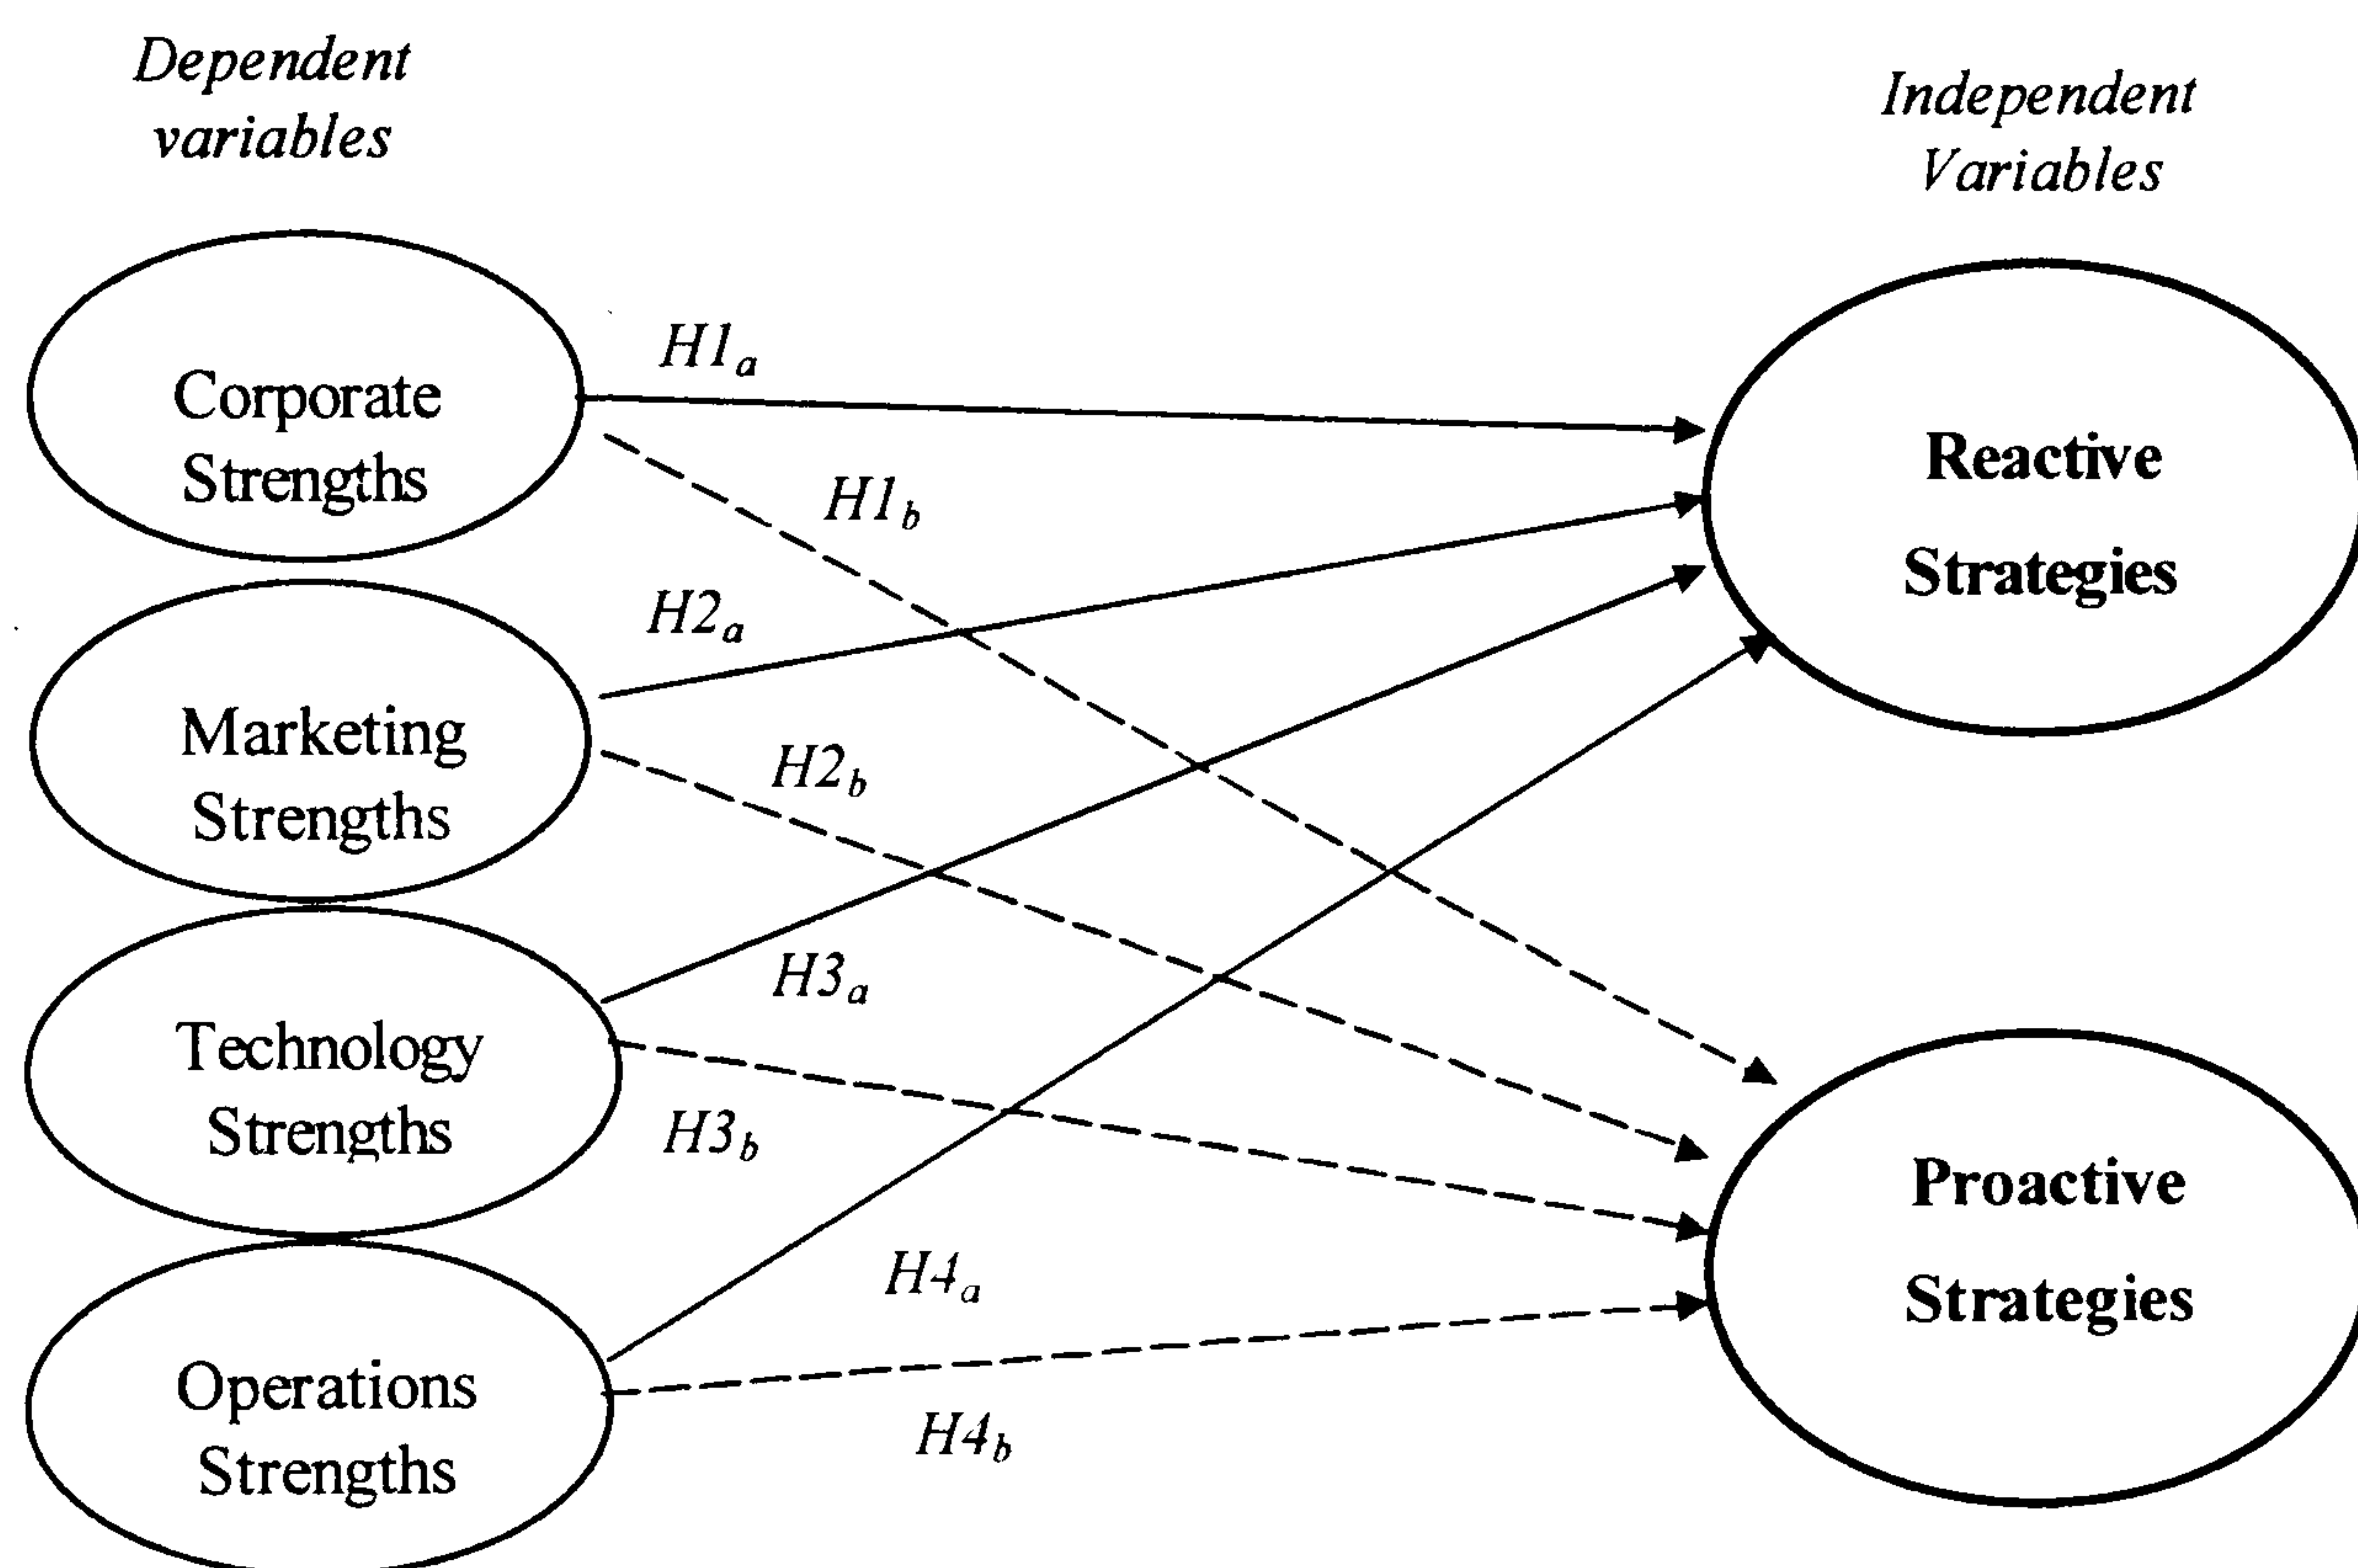 Dependent
variables
Independent
Variables
Corporate
Strengths
H1a
H1b
Reactive
Strategies
Marketing
Strengths
H2a
H2b
Technology
Strengths
H3a
H3b
Proactive
Strategies
Operations
Strengths
H4a
H4b